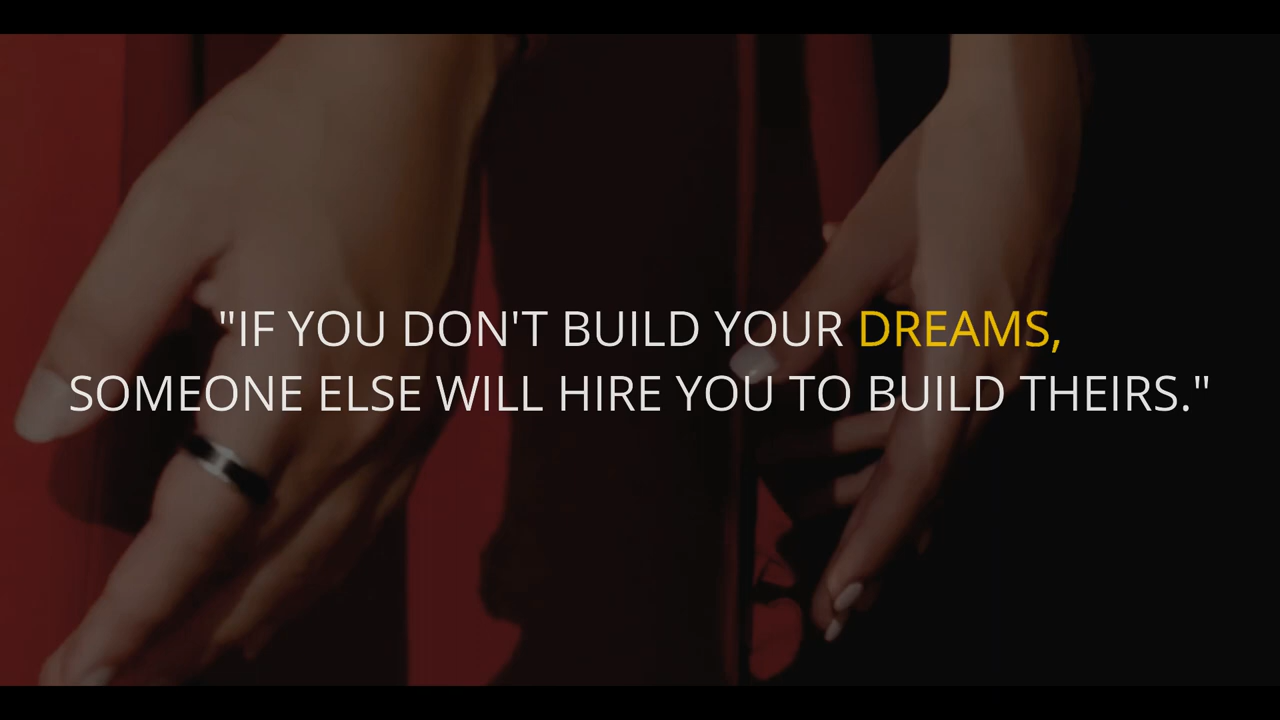 "IF YOU DON'T BUILD YOUR DREAMS,
SOMEONE ELSE WILL HIRE YOU TO BUILD THEIRS."